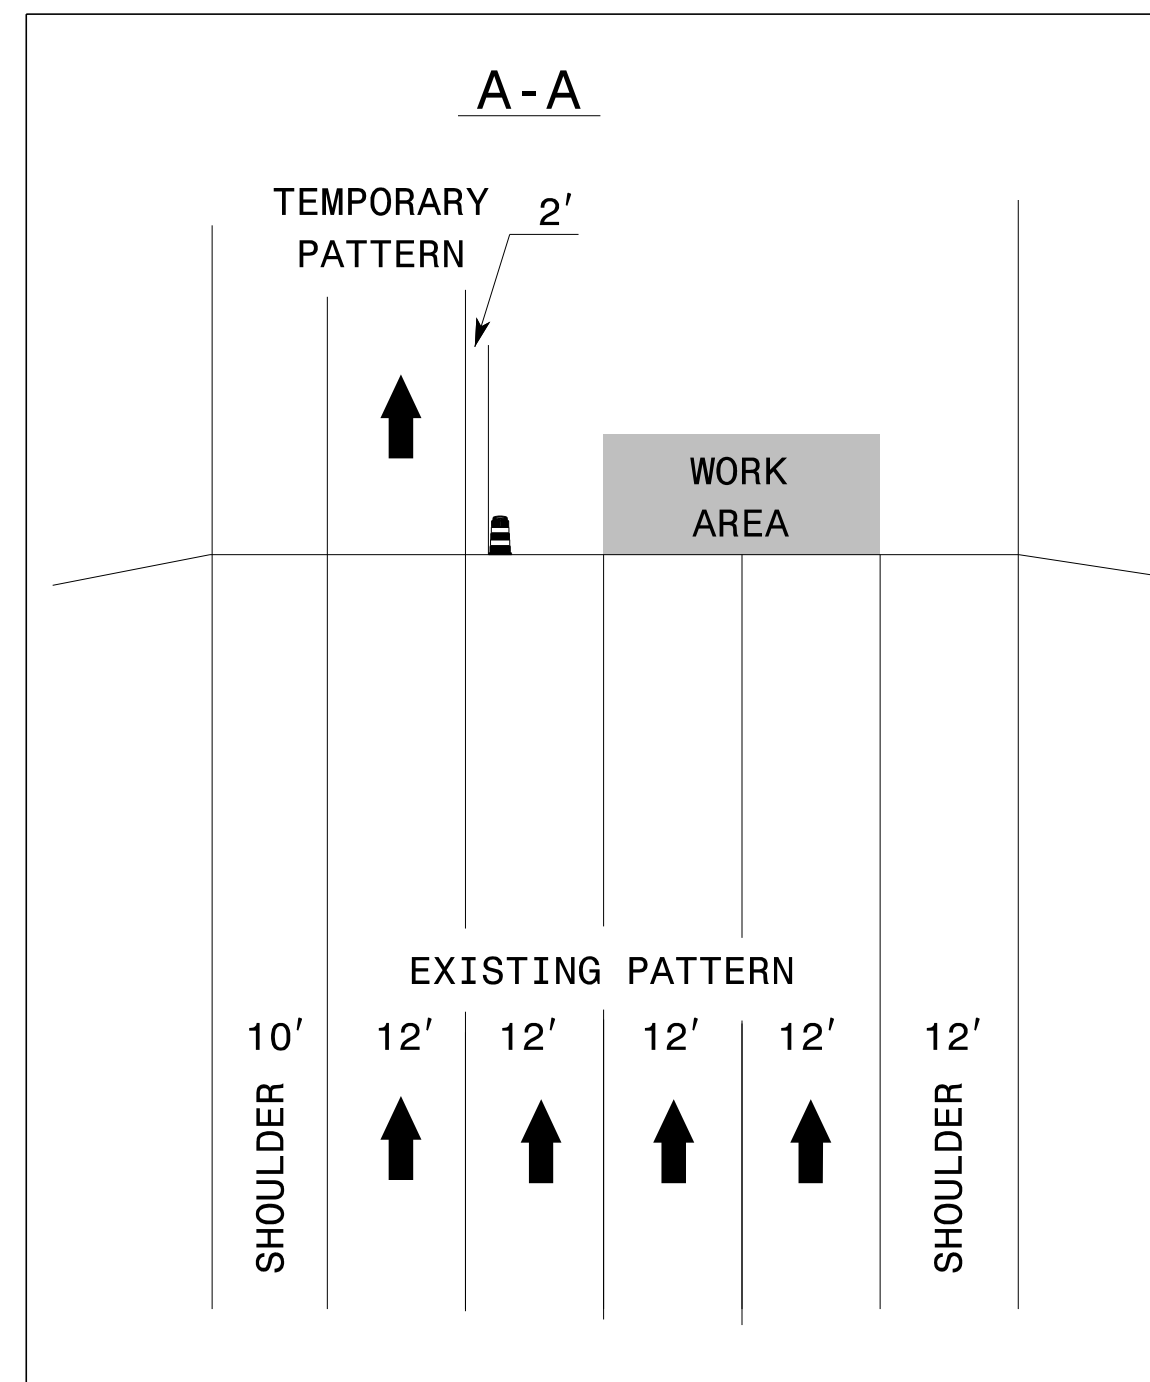 A-A
TEMPORARY
PATTERN
2'
WORK
AREA
EXISTING PATTERN
10' 12' 12' 12' 12' 12'
SHOULDER
SHOULDER